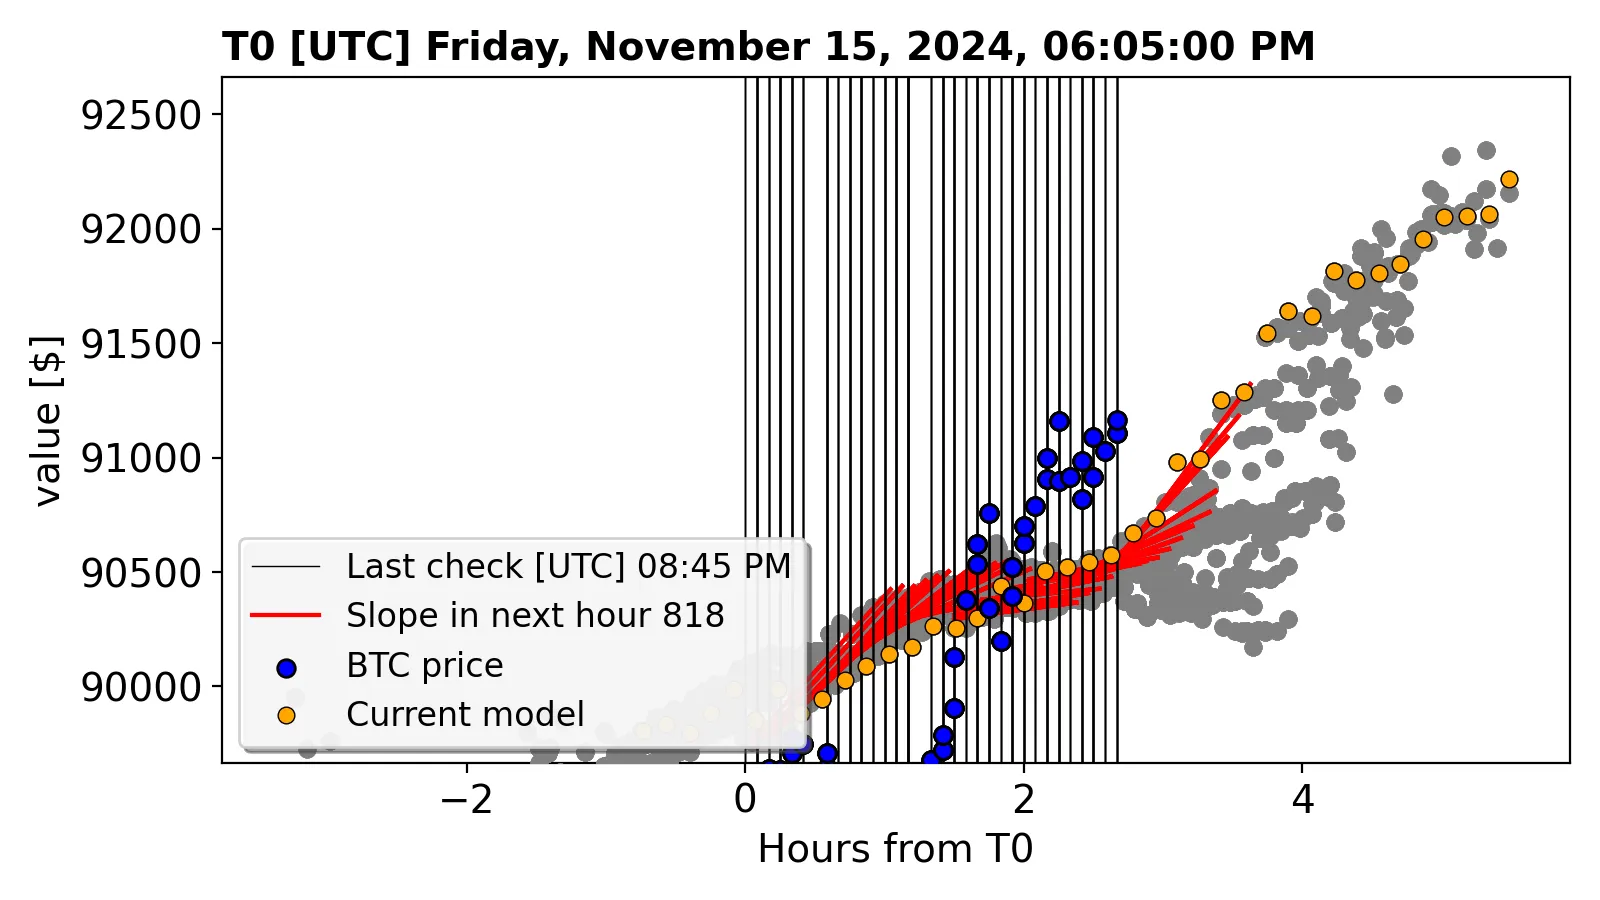 T0 [UTC] Friday, November 15, 2024, 06:05:00 PM
92500
92000
91500
91000
90500
90000
value [$]
Last check [UTC] 08:45 PM
Slope in next hour 818
BTC price
Current model
−2
0
2
4
Hours from T0